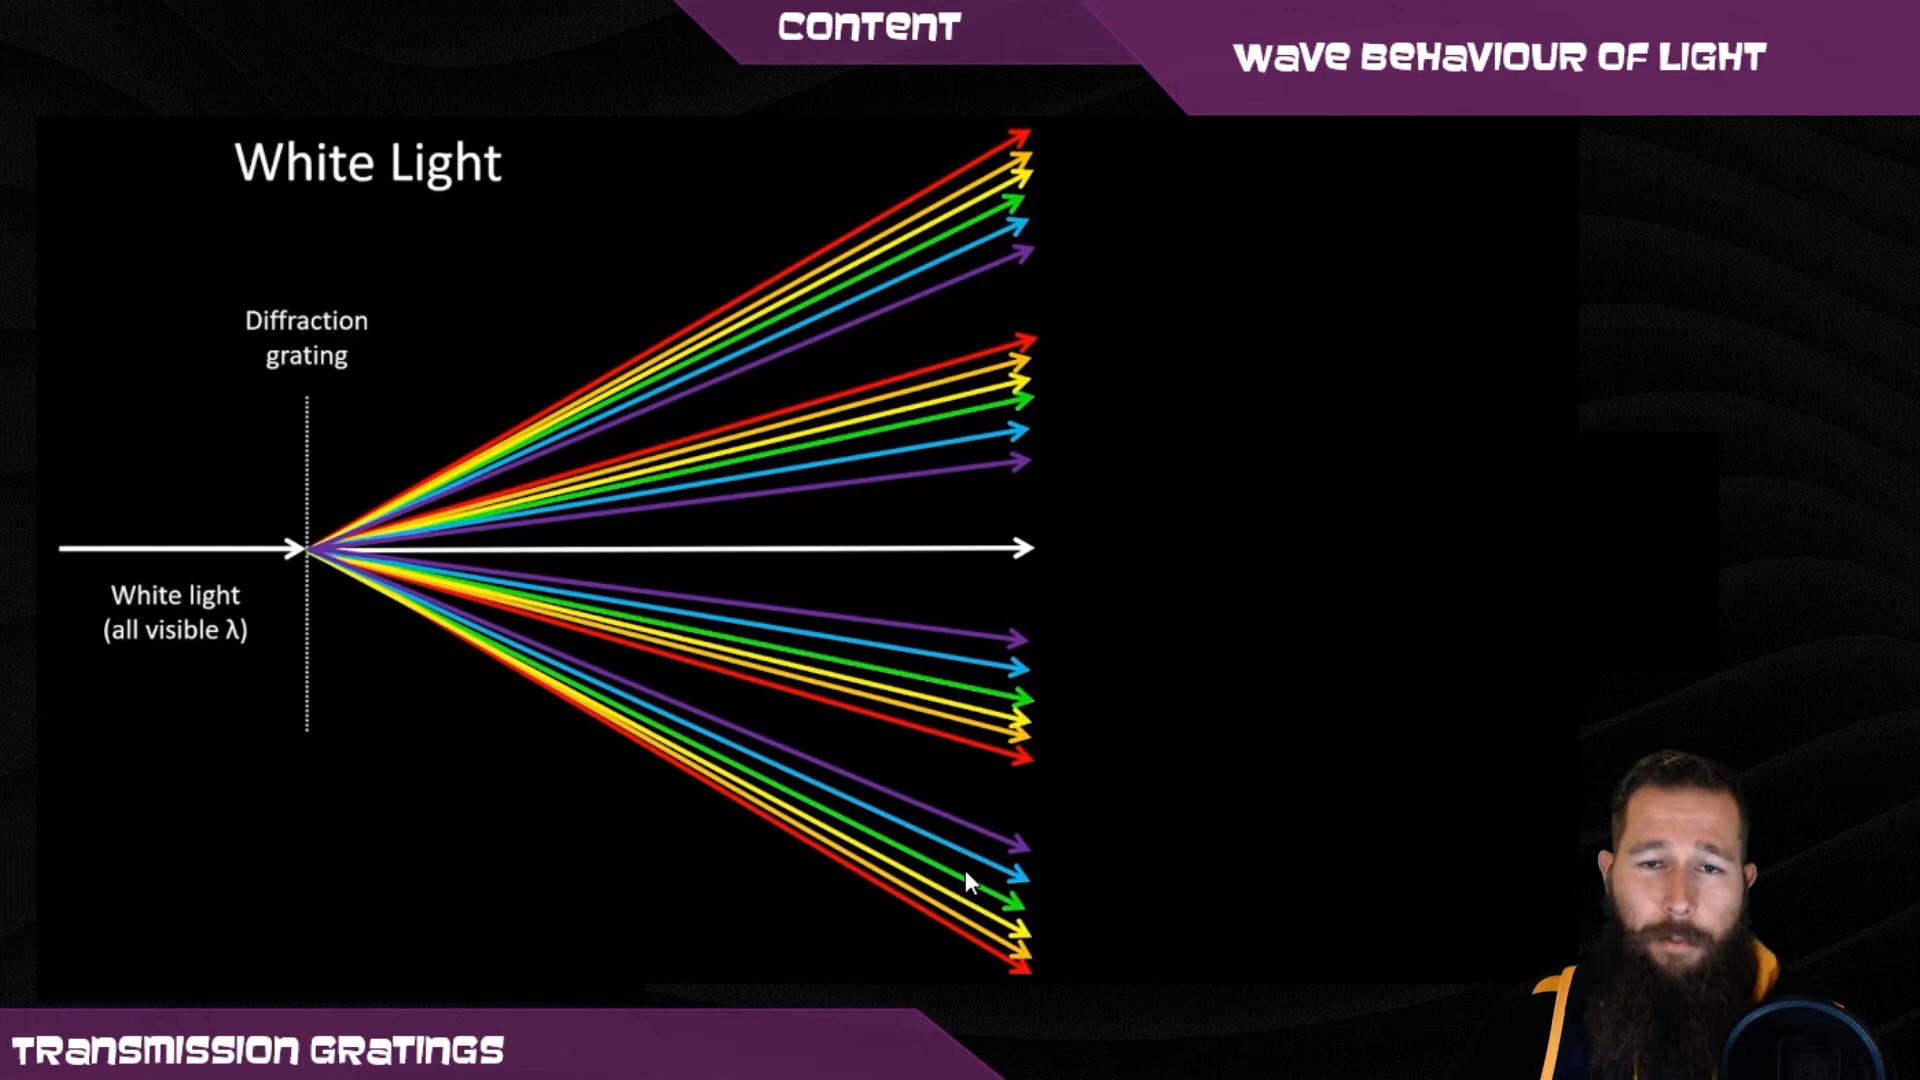 CONTENT
WAVE BEHAVIOUR OF LIGHT
White Light
Diffraction
grating
White light
(all visible λ)
TRANSMISSION GRATINGS